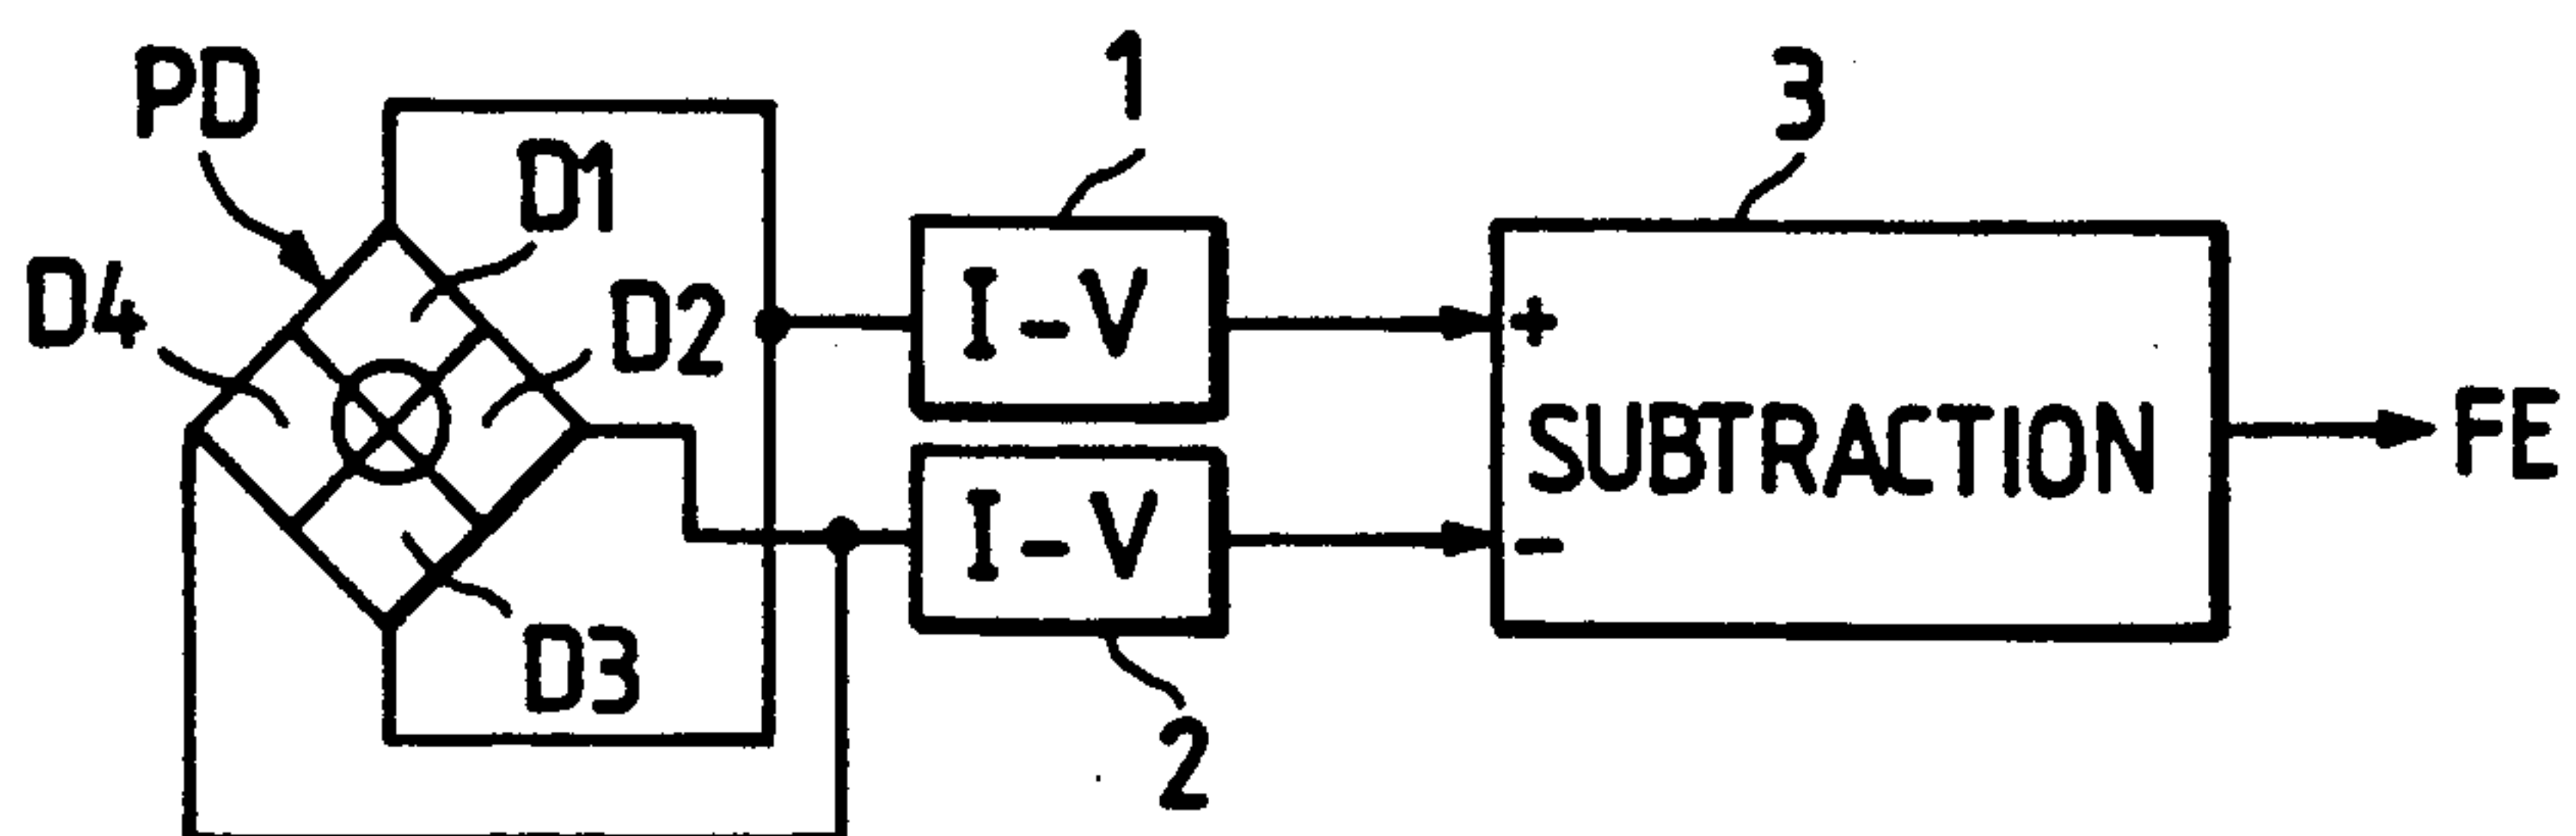 PD
1
3
D1
D4
D2
I-V
+
SUBTRACTION
FE
I-V
-
D3
2